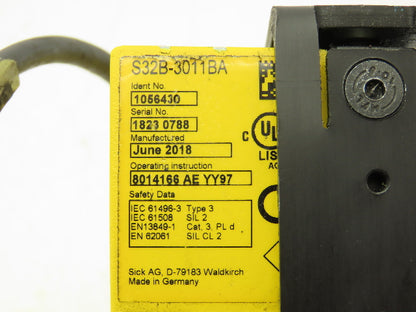 S32B-3011BA
Ident No.
1056430
Serial No.
1823 0788
Manufactured
June 2018
Operating instruction
8014166 AE YY97
Safety Data
IEC 61496-3 Type 3
IEC 61508 SIL 2
EN13849-1 Cat. 3, PL d
EN 62061 SIL CL 2
Sick AG, D-79183 Waldkirch
Made in Germany
C UL
LIS